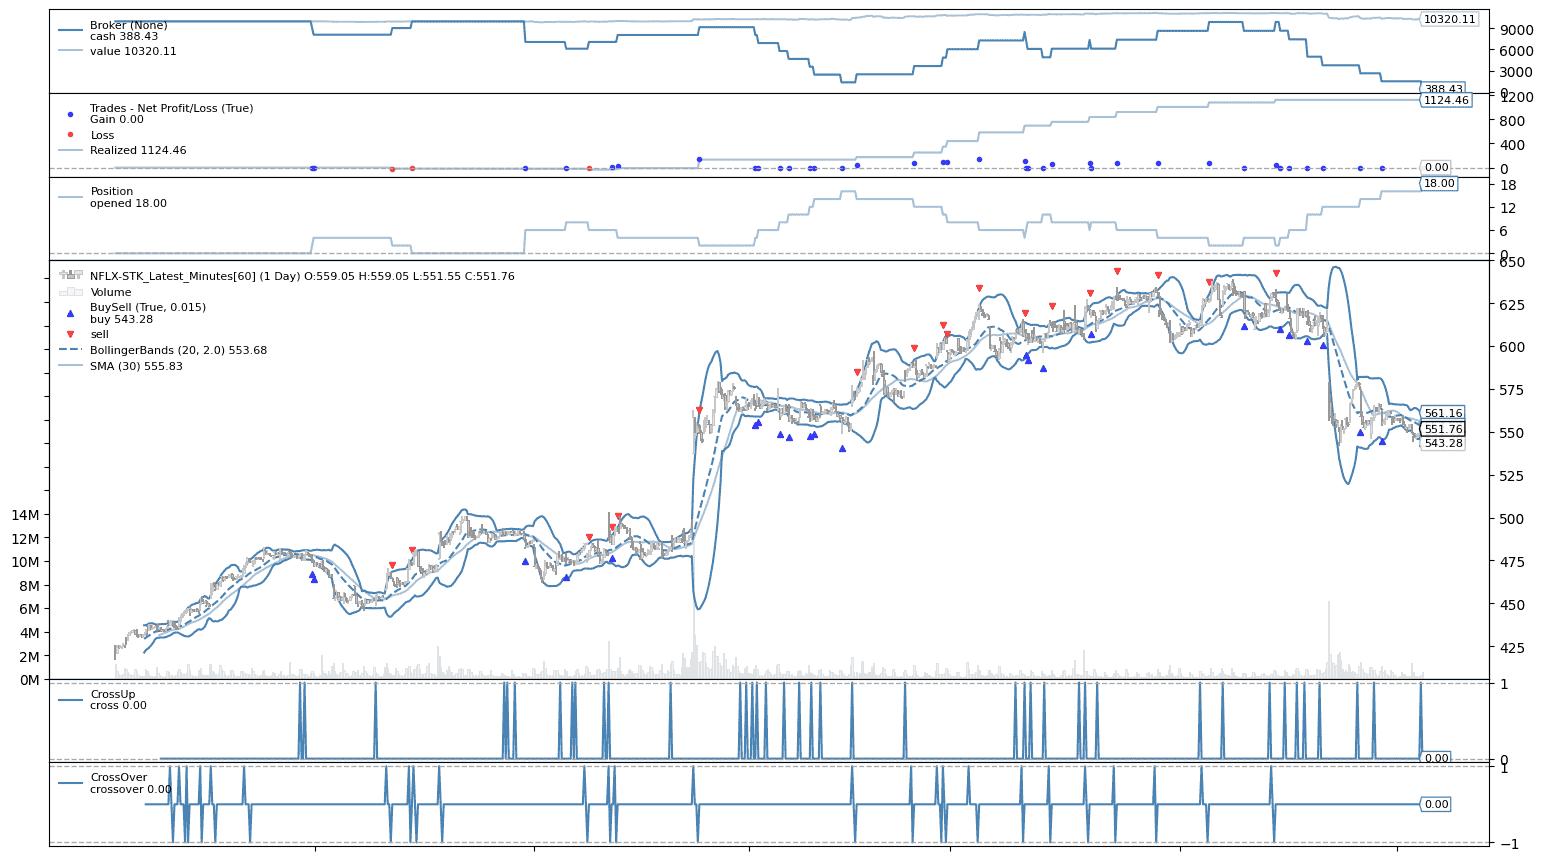 Broker (None)
cash 388.43
value 10320.11
10320.11
9000
6000
3000
0
388.43
Trades - Net Profit/Loss (True)
Gain 0.00
Loss
Realized 1124.46
1200
1124.46
800
400
0.00
0
Position
opened 18.00
18.00
18
12
6
0
NFLX-STK_Latest_Minutes[60] (1 Day) O:559.05 H:559.05 L:551.55 C:551.76
Volume
BuySell (True, 0.015)
buy 543.28
sell
BollingerBands (20, 2.0) 553.68
SMA (30) 555.83
650
625
600
575
561.16
551.76
550
543.28
525
500
475
450
425
14M
12M
10M
8M
6M
4M
2M
0M
CrossUp
cross 0.00
1
0.00
0
CrossOver
crossover 0.00
1
0.00
−1